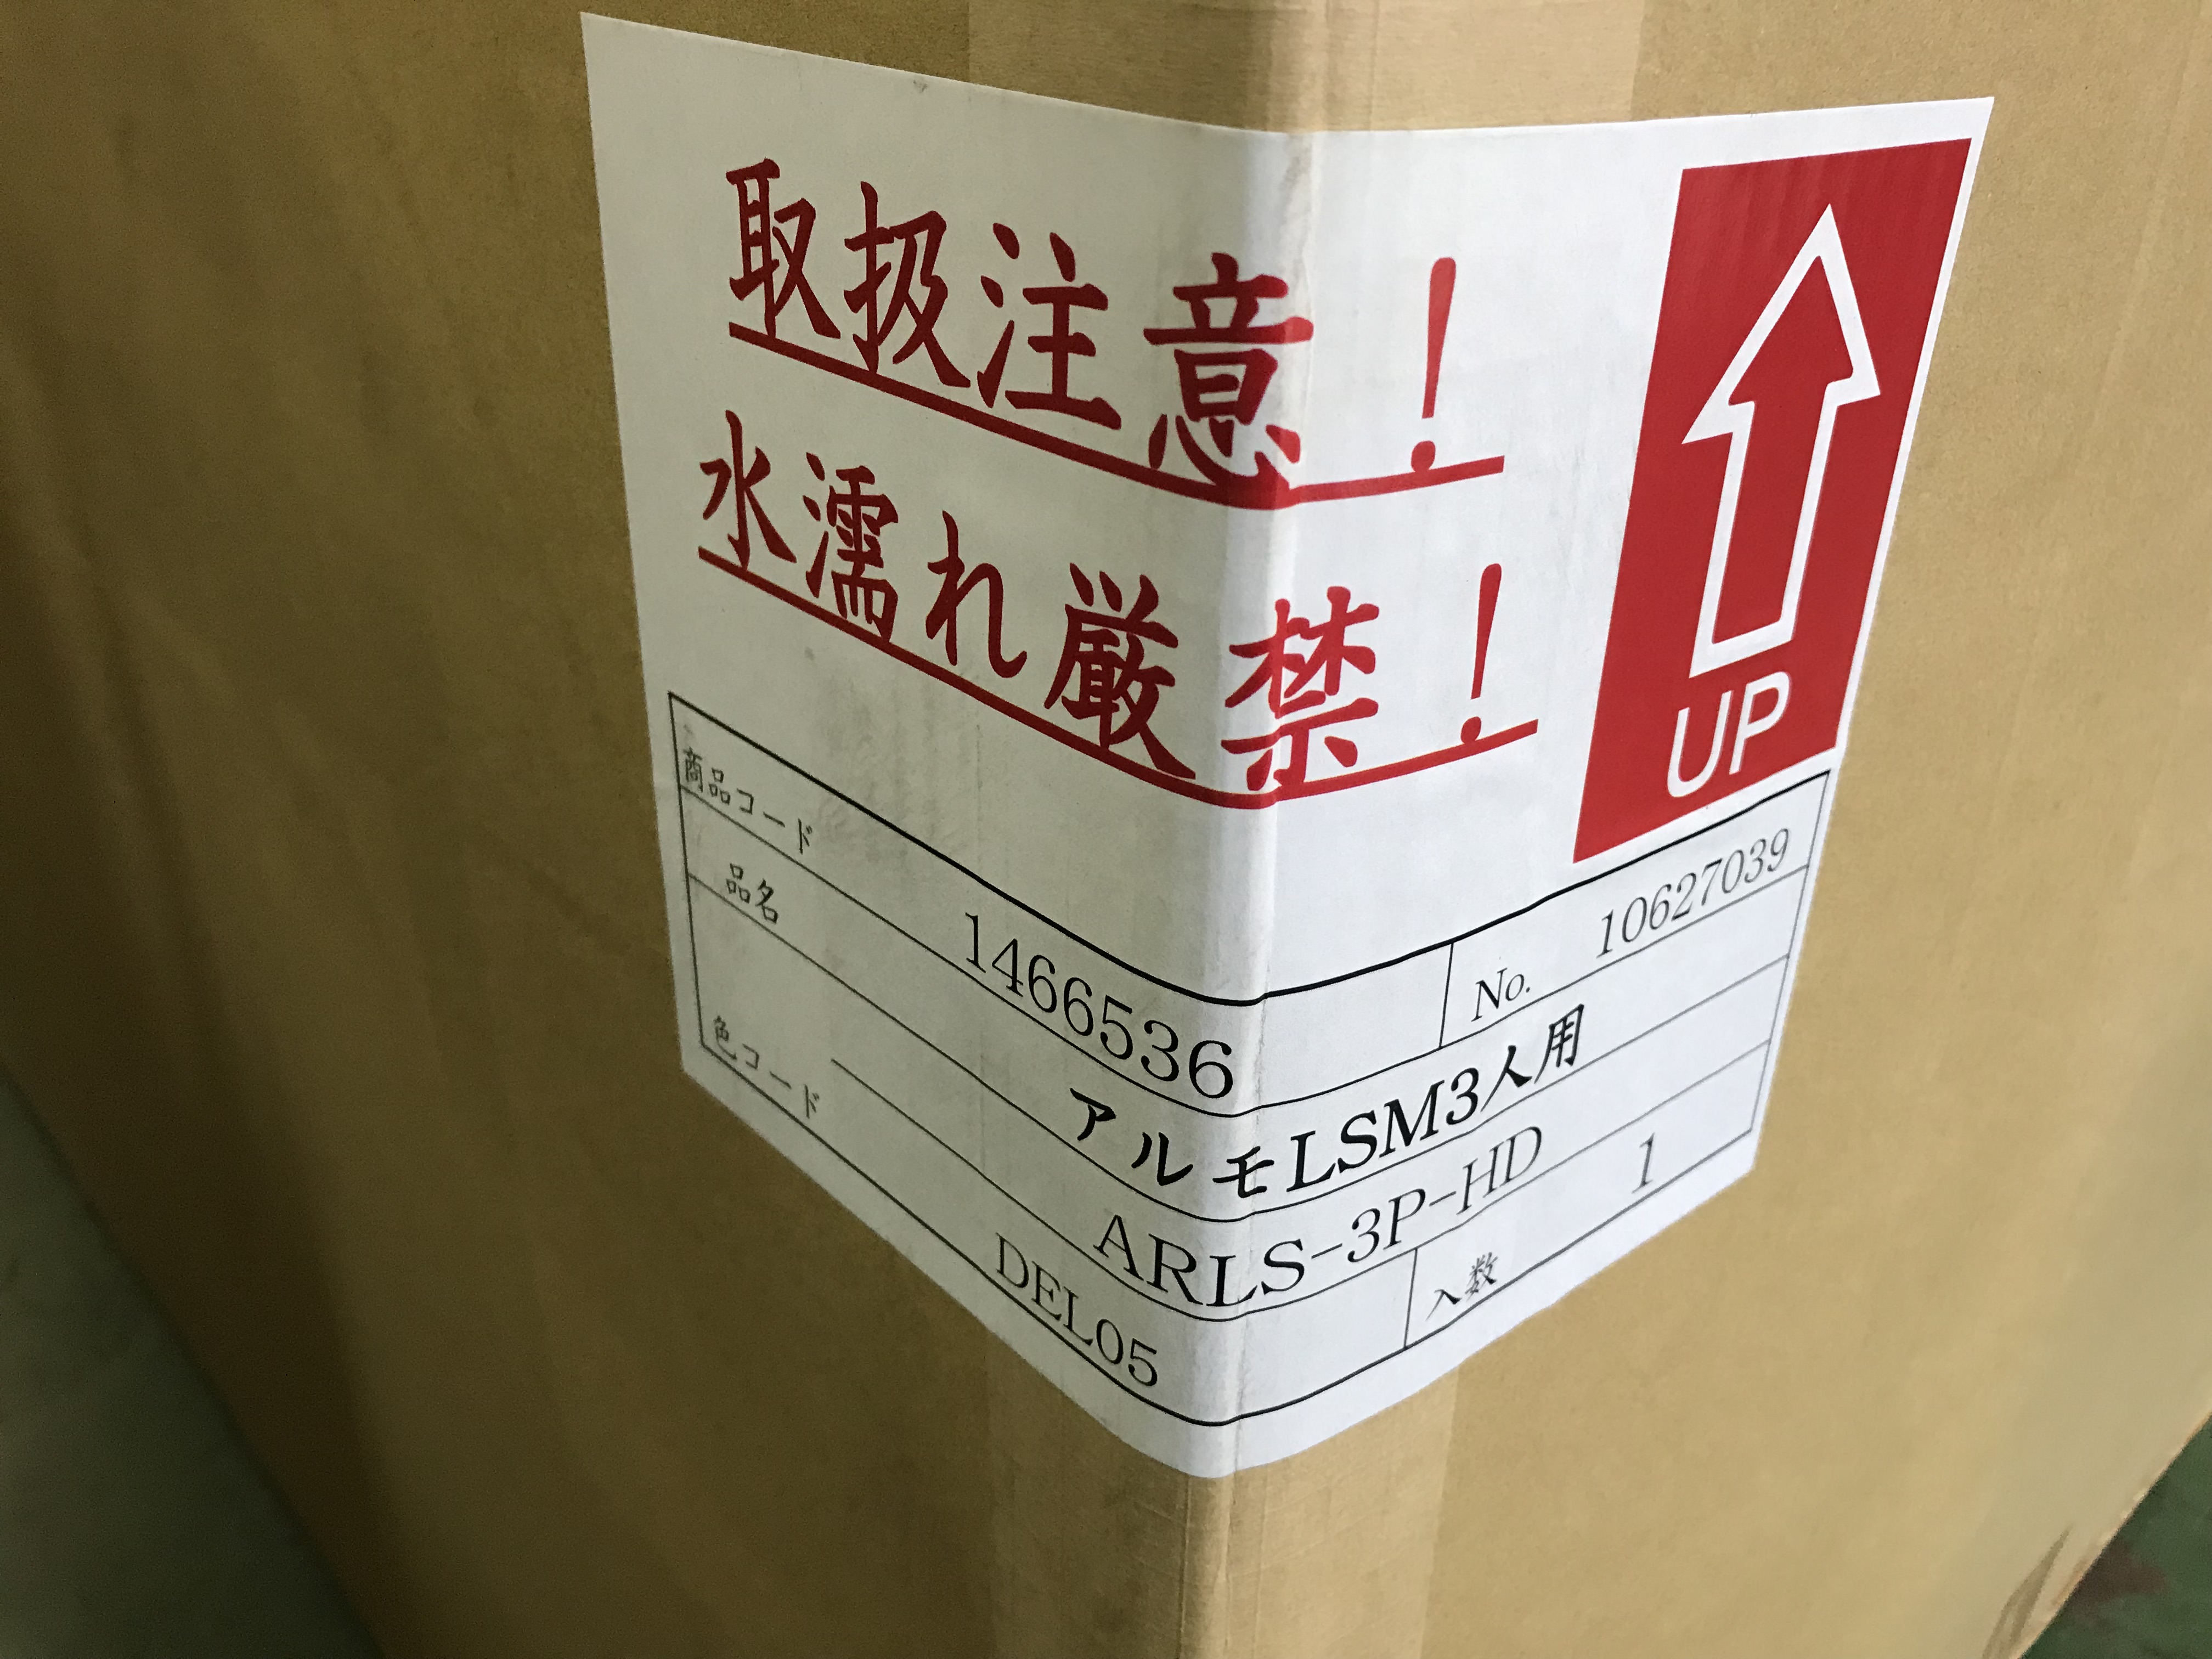 取扱注意！
水濡れ厳禁！
UP
商品コード 1466536 No. 10627039
品名 アルモLSM3人用
ARLS-3P-HD
色コード DEL05 入数 1